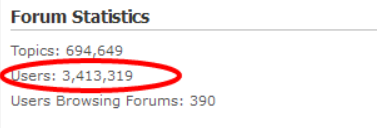 Forum Statistics
Topics: 694,649
Users: 3,413,319
Users Browsing Forums: 390